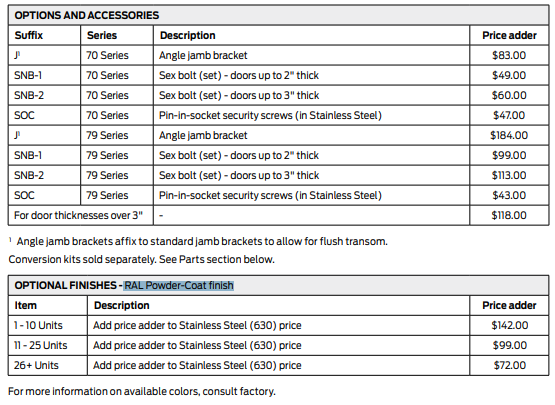 OPTIONS AND ACCESSORIES
Suffix Series Description Price adder
J¹ 70 Series Angle jamb bracket $83.00
SNB-1 70 Series Sex bolt (set) - doors up to 2" thick $49.00
SNB-2 70 Series Sex bolt (set) - doors up to 3" thick $60.00
SOC 70 Series Pin-in-socket security screws (in Stainless Steel) $47.00
J¹ 79 Series Angle jamb bracket $184.00
SNB-1 79 Series Sex bolt (set) - doors up to 2" thick $99.00
SNB-2 79 Series Sex bolt (set) - doors up to 3" thick $113.00
SOC 79 Series Pin-in-socket security screws (in Stainless Steel) $43.00
For door thicknesses over 3" - $118.00
¹ Angle jamb brackets affix to standard jamb brackets to allow for flush transom.
Conversion kits sold separately. See Parts section below.
OPTIONAL FINISHES - RAL Powder-Coat finish
Item Description Price adder
1 - 10 Units Add price adder to Stainless Steel (630) price $142.00
11 - 25 Units Add price adder to Stainless Steel (630) price $99.00
26+ Units Add price adder to Stainless Steel (630) price $72.00
For more information on available colors, consult factory.